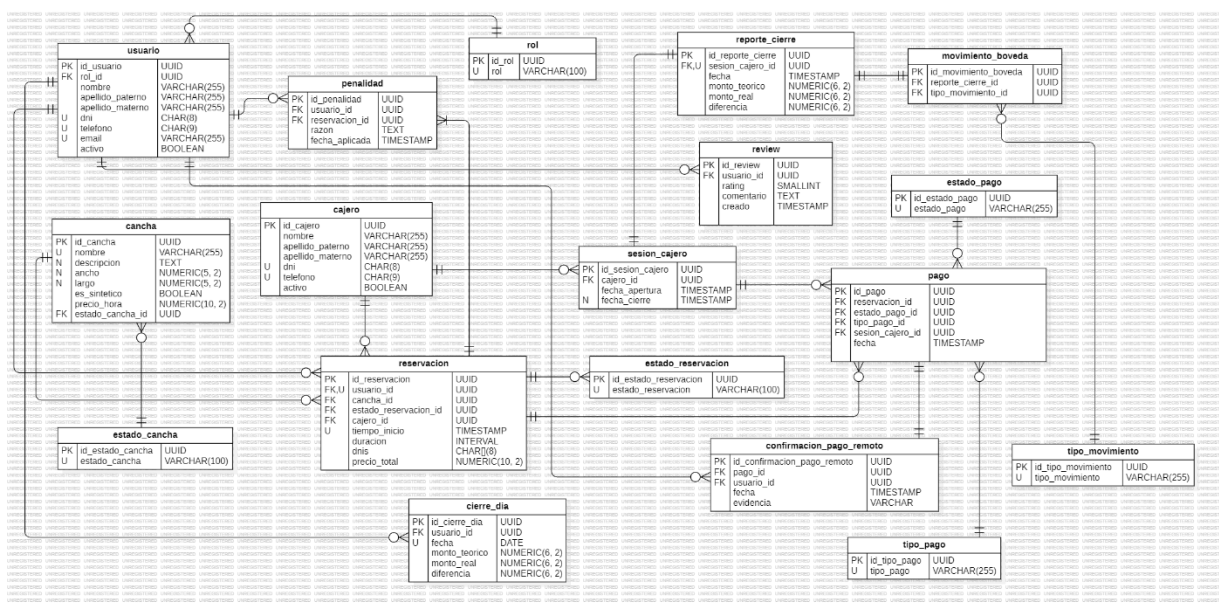 usuario
PK id_usuario UUID
FK rol_id UUID
nombre VARCHAR(255)
apellido_paterno VARCHAR(255)
apellido_materno VARCHAR(255)
U dni CHAR(8)
U telefono CHAR(9)
U email VARCHAR(255)
activo BOOLEAN
rol
PK id_rol UUID
U rol VARCHAR(100)
penalidad
PK id_penalidad UUID
FK usuario_id UUID
FK reservacion_id UUID
razon TEXT
fecha_aplicada TIMESTAMP
reporte_cierre
PK id_reporte_cierre UUID
FK,U sesion_cajero_id UUID
fecha TIMESTAMP
monto_teorico NUMERIC(6, 2)
monto_real NUMERIC(6, 2)
diferencia NUMERIC(6, 2)
movimiento_boveda
PK id_movimiento_boveda UUID
FK reporte_cierre_id UUID
FK tipo_movimiento_id UUID
review
PK id_review UUID
FK usuario_id UUID
rating SMALLINT
comentario TEXT
creado TIMESTAMP
estado_pago
PK id_estado_pago UUID
U estado_pago VARCHAR(255)
cancha
PK id_cancha UUID
U nombre VARCHAR(255)
N descripcion TEXT
N ancho NUMERIC(5, 2)
N largo NUMERIC(5, 2)
es_sintetico BOOLEAN
precio_hora NUMERIC(10, 2)
FK estado_cancha_id UUID
cajero
PK id_cajero UUID
nombre VARCHAR(255)
apellido_paterno VARCHAR(255)
apellido_materno VARCHAR(255)
U dni CHAR(8)
U telefono CHAR(9)
activo BOOLEAN
sesion_cajero
PK id_sesion_cajero UUID
FK cajero_id UUID
fecha_apertura TIMESTAMP
N fecha_cierre TIMESTAMP
pago
PK id_pago UUID
FK reservacion_id UUID
FK estado_pago_id UUID
FK tipo_pago_id UUID
FK sesion_cajero_id UUID
fecha TIMESTAMP
reservacion
PK id_reservacion UUID
FK,U usuario_id UUID
FK cancha_id UUID
FK estado_reservacion_id UUID
FK cajero_id UUID
U tiempo_inicio TIMESTAMP
duracion INTERVAL
dnis CHAR[](8)
precio_total NUMERIC(10, 2)
estado_reservacion
PK id_estado_reservacion UUID
U estado_reservacion VARCHAR(100)
estado_cancha
PK id_estado_cancha UUID
U estado_cancha VARCHAR(100)
confirmacion_pago_remoto
PK id_confirmacion_pago_remoto UUID
FK pago_id UUID
FK usuario_id UUID
fecha TIMESTAMP
evidencia VARCHAR
tipo_movimiento
PK id_tipo_movimiento UUID
U tipo_movimiento VARCHAR(255)
cierre_dia
PK id_cierre_dia UUID
FK usuario_id UUID
U fecha DATE
monto_teorico NUMERIC(6, 2)
monto_real NUMERIC(6, 2)
diferencia NUMERIC(6, 2)
tipo_pago
PK id_tipo_pago UUID
U tipo_pago VARCHAR(255)